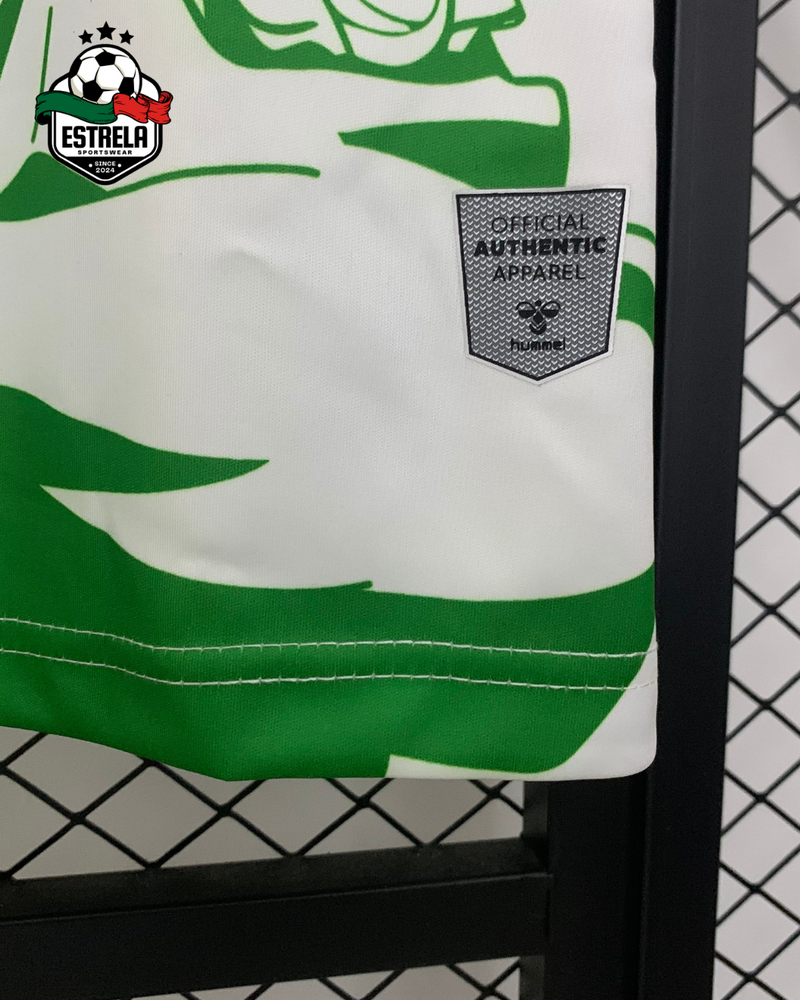 ESTRELA
SPORTSWEAR
SINCE
2024
OFFICIAL
AUTHENTIC
APPAREL
hummel